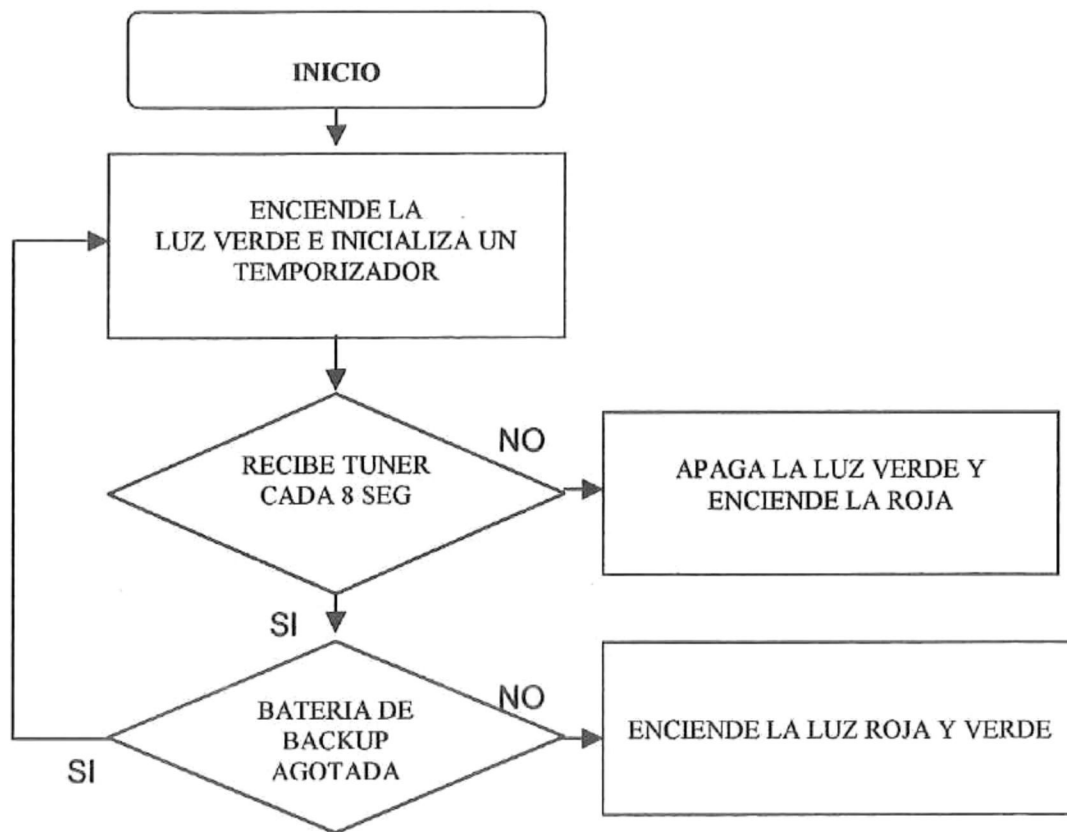 INICIO
ENCIENDE LA
LUZ VERDE E INICIALIZA UN
TEMPORIZADOR
RECIBE TUNER
CADA 8 SEG
NO
APAGA LA LUZ VERDE Y
ENCIENDE LA ROJA
SI
BATERIA DE
BACKUP
AGOTADA
NO
ENCIENDE LA LUZ ROJA Y VERDE
SI